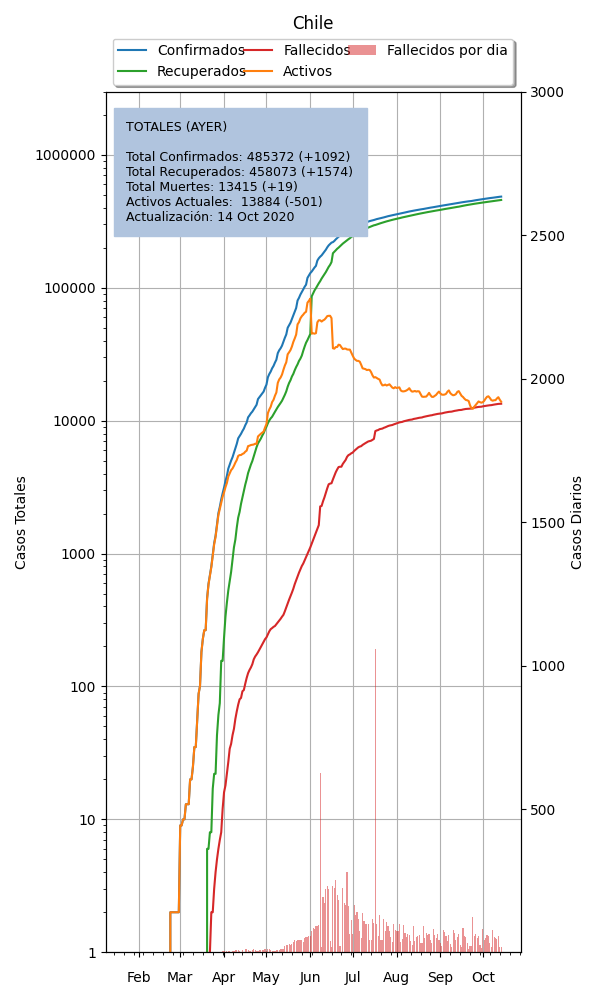 Chile
Confirmados
Fallecidos
Fallecidos por dia
Recuperados
Activos
TOTALES (AYER)
Total Confirmados: 485372 (+1092)
Total Recuperados: 458073 (+1574)
Total Muertes: 13415 (+19)
Activos Actuales:  13884 (-501)
Actualización: 14 Oct 2020
1000000
100000
10000
1000
100
10
1
Casos Totales
3000
2500
2000
1500
1000
500
Casos Diarios
Feb Mar Apr May Jun Jul Aug Sep Oct